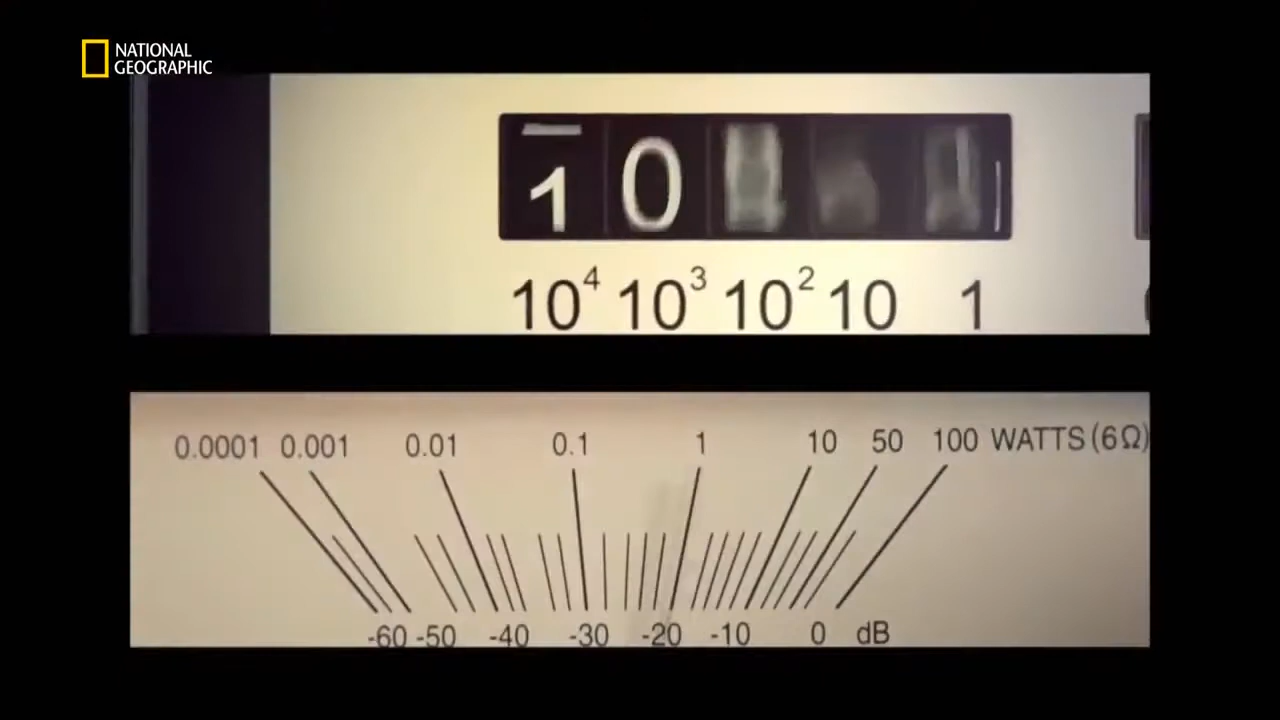 NATIONAL
GEOGRAPHIC
1 0
10⁴ 10³ 10² 10 1
0.0001 0.001 0.01 0.1 1 10 50 100 WATTS (6Ω)
-60 -50 -40 -30 -20 -10 0 dB